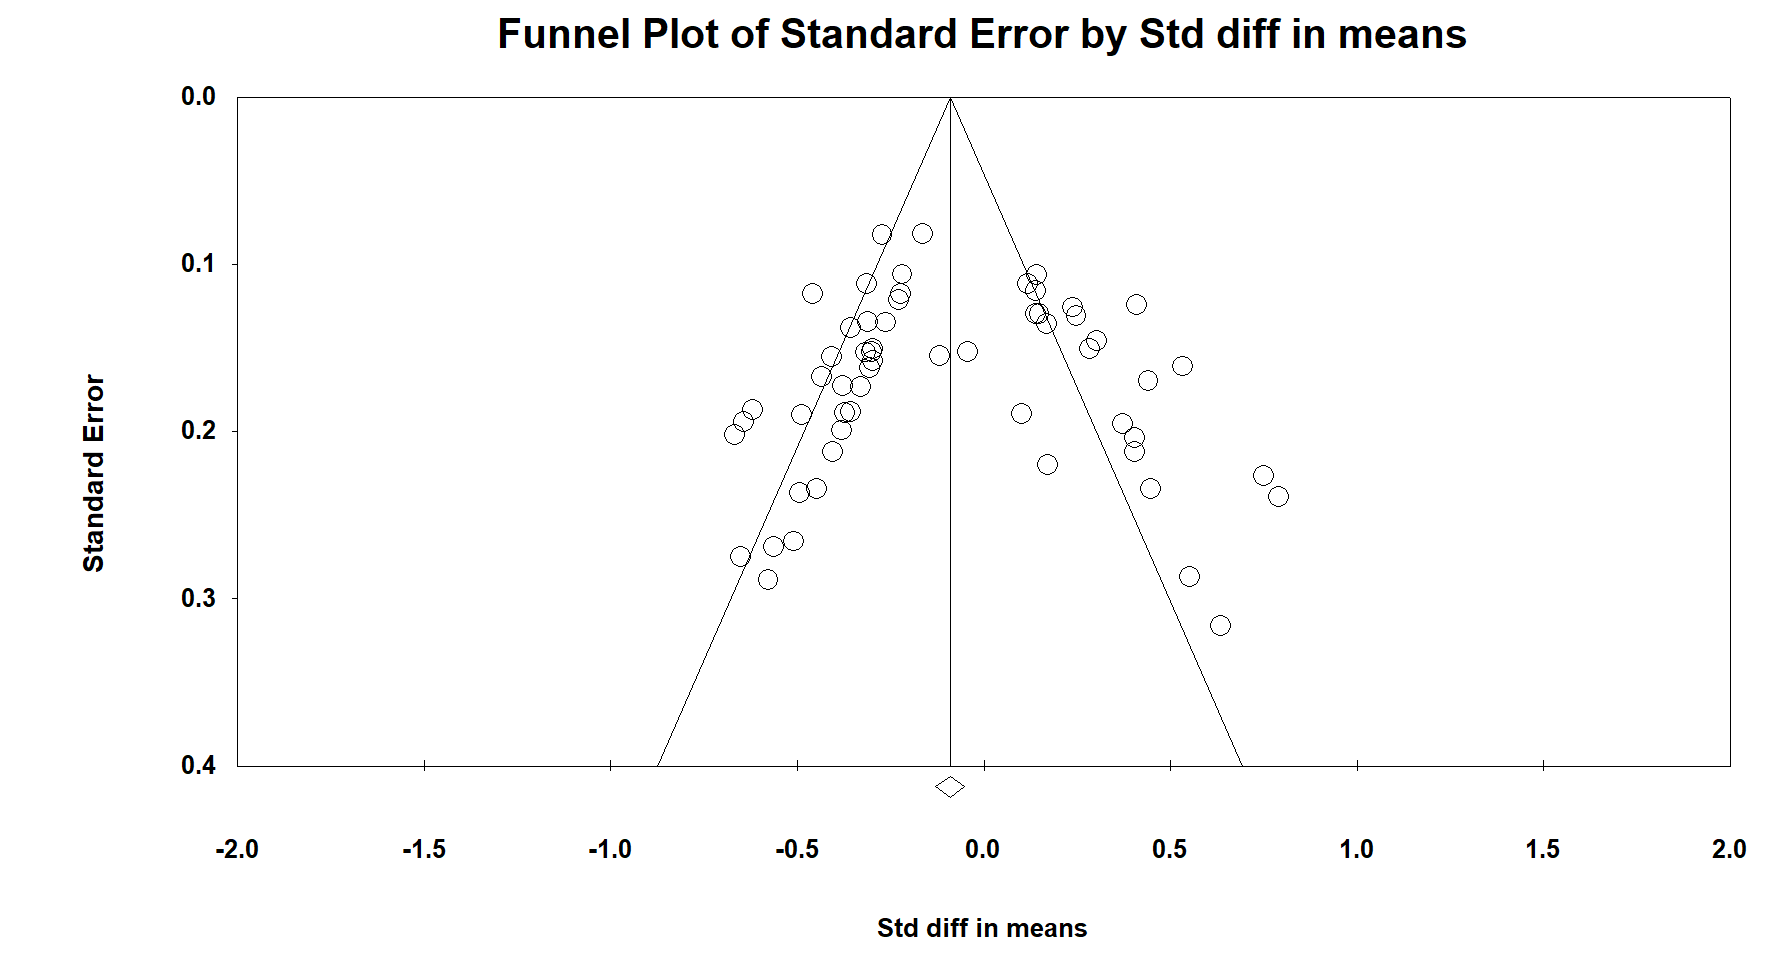 Funnel Plot of Standard Error by Std diff in means
0.0
0.1
0.2
0.3
0.4
Standard Error
-2.0 -1.5 -1.0 -0.5 0.0 0.5 1.0 1.5 2.0
Std diff in means